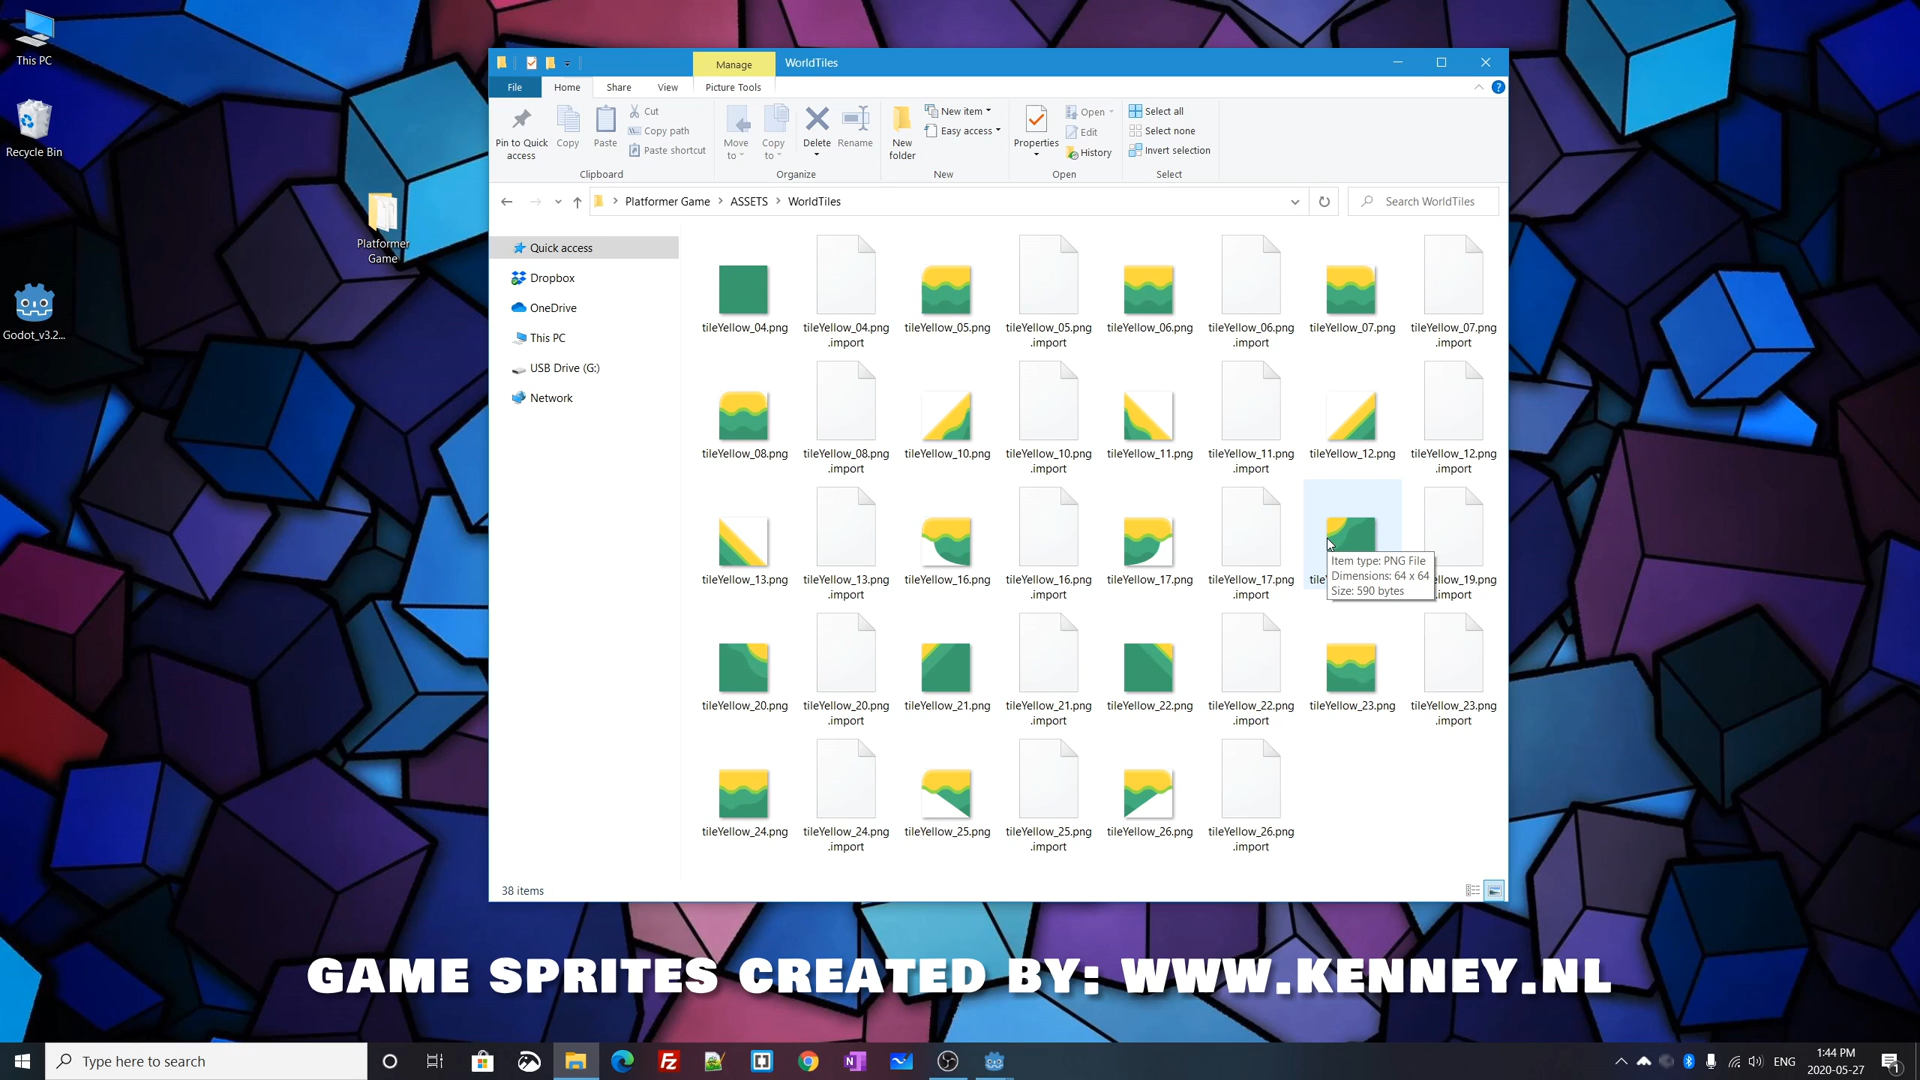 This PC
Recycle Bin
Platformer
Game
Godot_v3.2...
Manage
WorldTiles
File
Home
Share
View
Picture Tools
Pin to Quick
access
Copy
Paste
Cut
Copy path
Paste shortcut
Clipboard
Move
to
Copy
to
Delete
Rename
Organize
New
folder
New item
Easy access
New
Properties
Open
Edit
History
Open
Select all
Select none
Invert selection
Select
Platformer Game > ASSETS > WorldTiles
Search WorldTiles
Quick access
Dropbox
OneDrive
This PC
USB Drive (G:)
Network
tileYellow_04.png
tileYellow_04.png
.import
tileYellow_05.png
tileYellow_05.png
.import
tileYellow_06.png
tileYellow_06.png
.import
tileYellow_07.png
tileYellow_07.png
.import
tileYellow_08.png
tileYellow_08.png
.import
tileYellow_10.png
tileYellow_10.png
.import
tileYellow_11.png
tileYellow_11.png
.import
tileYellow_12.png
tileYellow_12.png
.import
tileYellow_13.png
tileYellow_13.png
.import
tileYellow_16.png
tileYellow_16.png
.import
tileYellow_17.png
tileYellow_17.png
.import
Item type: PNG File
Dimensions: 64 x 64
Size: 590 bytes
llow_19.png
.import
tileYellow_20.png
tileYellow_20.png
.import
tileYellow_21.png
tileYellow_21.png
.import
tileYellow_22.png
tileYellow_22.png
.import
tileYellow_23.png
tileYellow_23.png
.import
tileYellow_24.png
tileYellow_24.png
.import
tileYellow_25.png
tileYellow_25.png
.import
tileYellow_26.png
tileYellow_26.png
.import
38 items
GAME SPRITES CREATED BY: WWW.KENNEY.NL
Type here to search
ENG
1:44 PM
2020-05-27
1